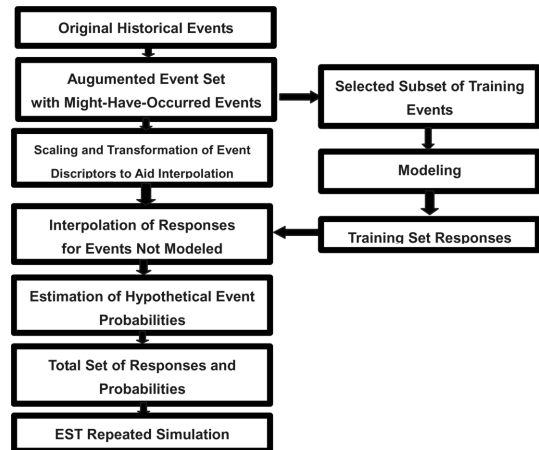 Original Historical Events
Augumented Event Set
with Might-Have-Occurred Events
Scaling and Transformation of Event
Discriptors to Aid Interpolation
Interpolation of Responses
for Events Not Modeled
Estimation of Hypothetical Event
Probabilities
Total Set of Responses and
Probabilities
EST Repeated Simulation
Selected Subset of Training
Events
Modeling
Training Set Responses